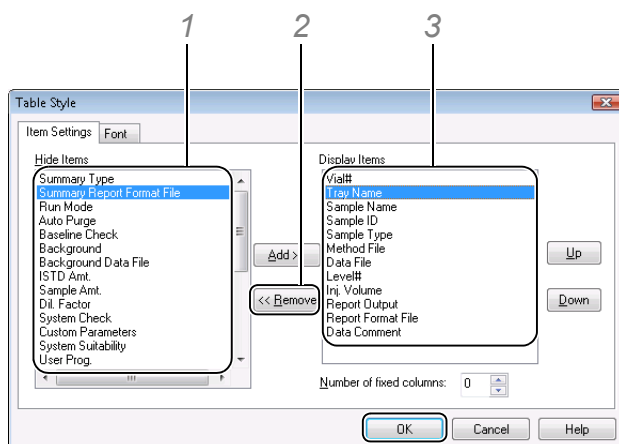 1 2 3
Table Style
Item Settings Font
Hide Items
Summary Type
Summary Report Format File
Run Mode
Auto Purge
Baseline Check
Background
Background Data File
ISTD Amt.
Sample Amt.
Dil. Factor
System Check
Custom Parameters
System Suitability
User Prog.
Add >
<< Remove
Display Items
Vial#
Tray Name
Sample Name
Sample ID
Sample Type
Method File
Data File
Level#
Inj. Volume
Report Output
Report Format File
Data Comment
Up
Down
Number of fixed columns: 0
OK Cancel Help